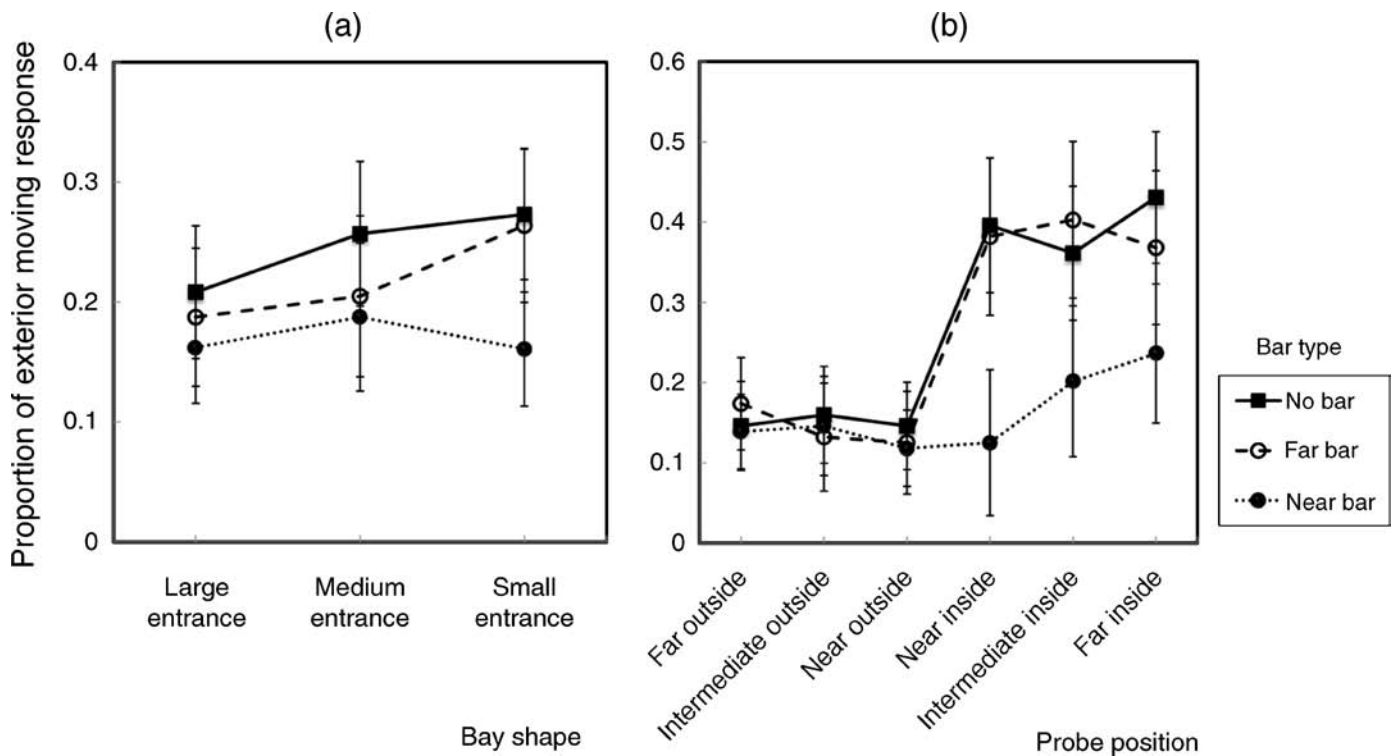 (a)
(b)
Proportion of exterior moving response
0.4
0.3
0.2
0.1
0
Large
entrance
Medium
entrance
Small
entrance
Bay shape
0.6
0.5
0.4
0.3
0.2
0.1
0
Far outside
Intermediate outside
Near outside
Near inside
Intermediate inside
Far inside
Probe position
Bar type
No bar
Far bar
Near bar